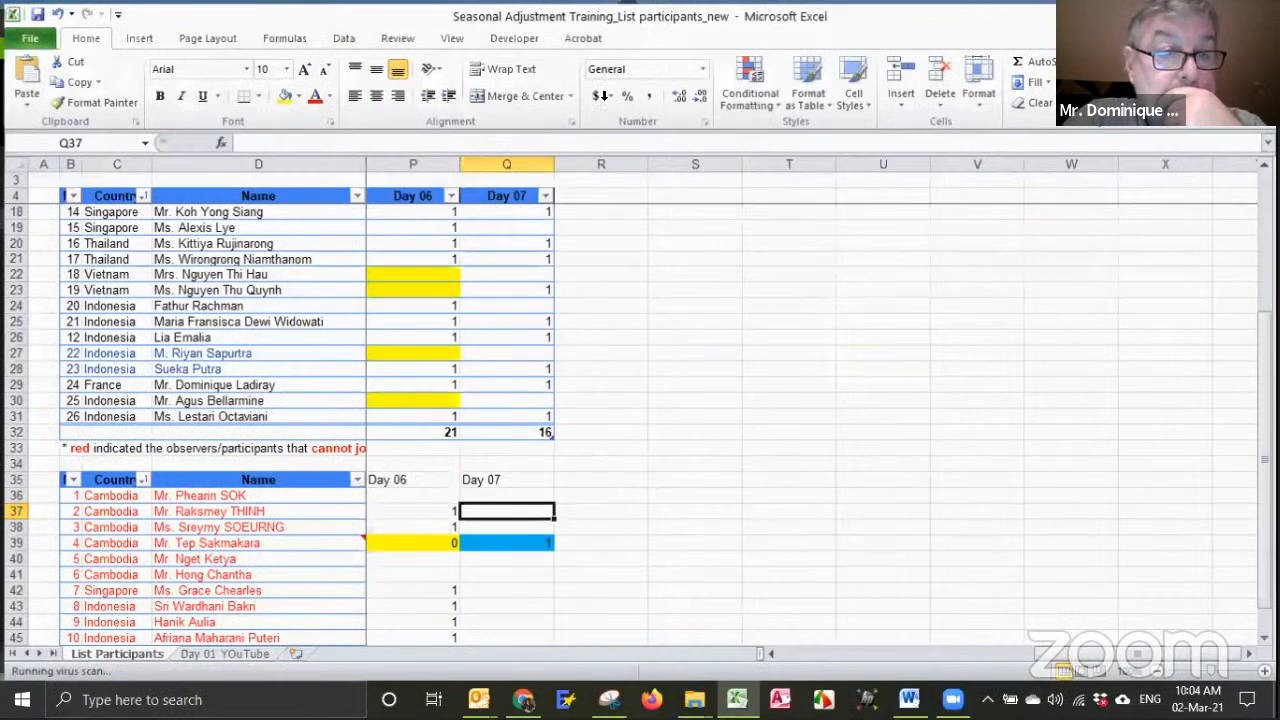 Seasonal Adjustment Training_List participants_new - Microsoft Excel
File Home Insert Page Layout Formulas Data Review View Developer Acrobat
Cut
Copy
Format Painter
Paste
Clipboard
Arial 10
B I U
Font
Wrap Text
Merge & Center
Alignment
General
$ % ,
Number
Conditional Formatting
Format as Table
Cell Styles
Styles
Insert Delete Format
Cells
AutoS
Fill
Clear
Mr. Dominique ...
Q37 fx
A B C D P Q R S T U V W X
3
4 Country Name Day 06 Day 07
18 14 Singapore Mr. Koh Yong Siang 1 1
19 15 Singapore Ms. Alexis Lye 1
20 16 Thailand Ms. Kittiya Rujinarong 1 1
21 17 Thailand Ms. Wirongrong Niamthanom 1 1
22 18 Vietnam Mrs. Nguyen Thi Hau
23 19 Vietnam Ms. Nguyen Thu Quynh 1
24 20 Indonesia Fathur Rachman 1
25 21 Indonesia Maria Fransisca Dewi Widowati 1 1
26 12 Indonesia Lia Emalia 1 1
27 22 Indonesia M. Riyan Sapurtra
28 23 Indonesia Sueka Putra 1 1
29 24 France Mr. Dominique Ladiray 1 1
30 25 Indonesia Mr. Agus Bellarmine
31 26 Indonesia Ms. Lestari Octaviani 1 1
32 21 16
33 * red indicated the observers/participants that cannot jo
34
35 Country Name Day 06 Day 07
36 1 Cambodia Mr. Phearin SOK
37 2 Cambodia Mr. Raksmey THINH 1
38 3 Cambodia Ms. Sreymy SOEURNG 1
39 4 Cambodia Mr. Tep Sakmakara 0 1
40 5 Cambodia Mr. Nget Ketya
41 6 Cambodia Mr. Hong Chantha
42 7 Singapore Ms. Grace Chearles 1
43 8 Indonesia Sri Wardhani Bakri 1
44 9 Indonesia Hanik Aulia 1
45 10 Indonesia Afriana Maharani Puteri 1
List Participants Day 01 YOuTube
zoom
Running virus scan...
Type here to search
ENG
10:04 AM
02-Mar-21